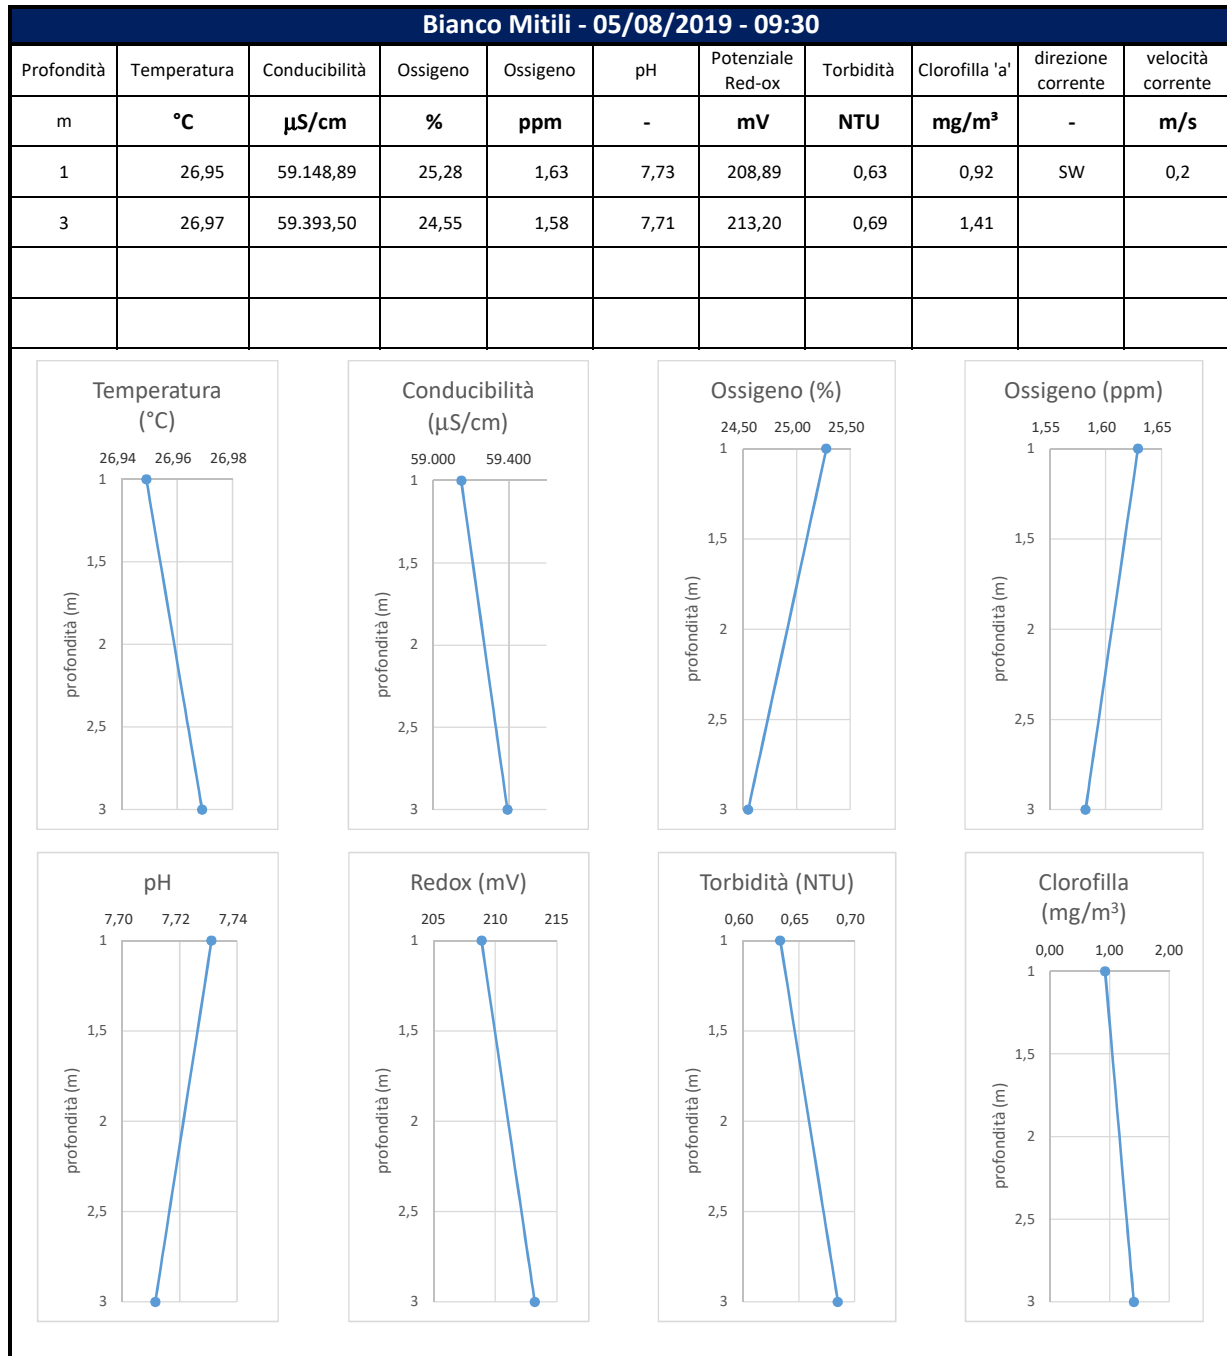 Bianco Mitili - 05/08/2019 - 09:30
Profondità Temperatura Conducibilità Ossigeno Ossigeno pH Potenziale Red-ox Torbidità Clorofilla 'a' direzione corrente velocità corrente
m °C µS/cm % ppm - mV NTU mg/m³ - m/s
1 26,95 59.148,89 25,28 1,63 7,73 208,89 0,63 0,92 SW 0,2
3 26,97 59.393,50 24,55 1,58 7,71 213,20 0,69 1,41
Temperatura
(°C)
26,94 26,96 26,98
1
1,5
2
2,5
3
profondità (m)
Conducibilità
(µS/cm)
59.000 59.400
1
1,5
2
2,5
3
profondità (m)
Ossigeno (%)
24,50 25,00 25,50
1
1,5
2
2,5
3
profondità (m)
Ossigeno (ppm)
1,55 1,60 1,65
1
1,5
2
2,5
3
profondità (m)
pH
7,70 7,72 7,74
1
1,5
2
2,5
3
profondità (m)
Redox (mV)
205 210 215
1
1,5
2
2,5
3
profondità (m)
Torbidità (NTU)
0,60 0,65 0,70
1
1,5
2
2,5
3
profondità (m)
Clorofilla
(mg/m³)
0,00 1,00 2,00
1
1,5
2
2,5
3
profondità (m)